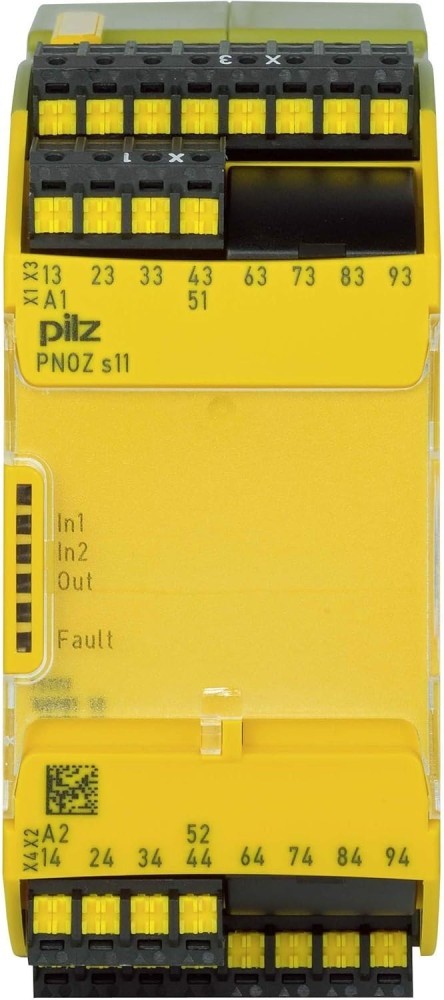 X 3
X 1
X3 13 23 33 43 63 73 83 93
X1 A1 51
pilz
PNOZ s11
In1
In2
Out
Fault
X2 A2 52
X4 14 24 34 44 64 74 84 94